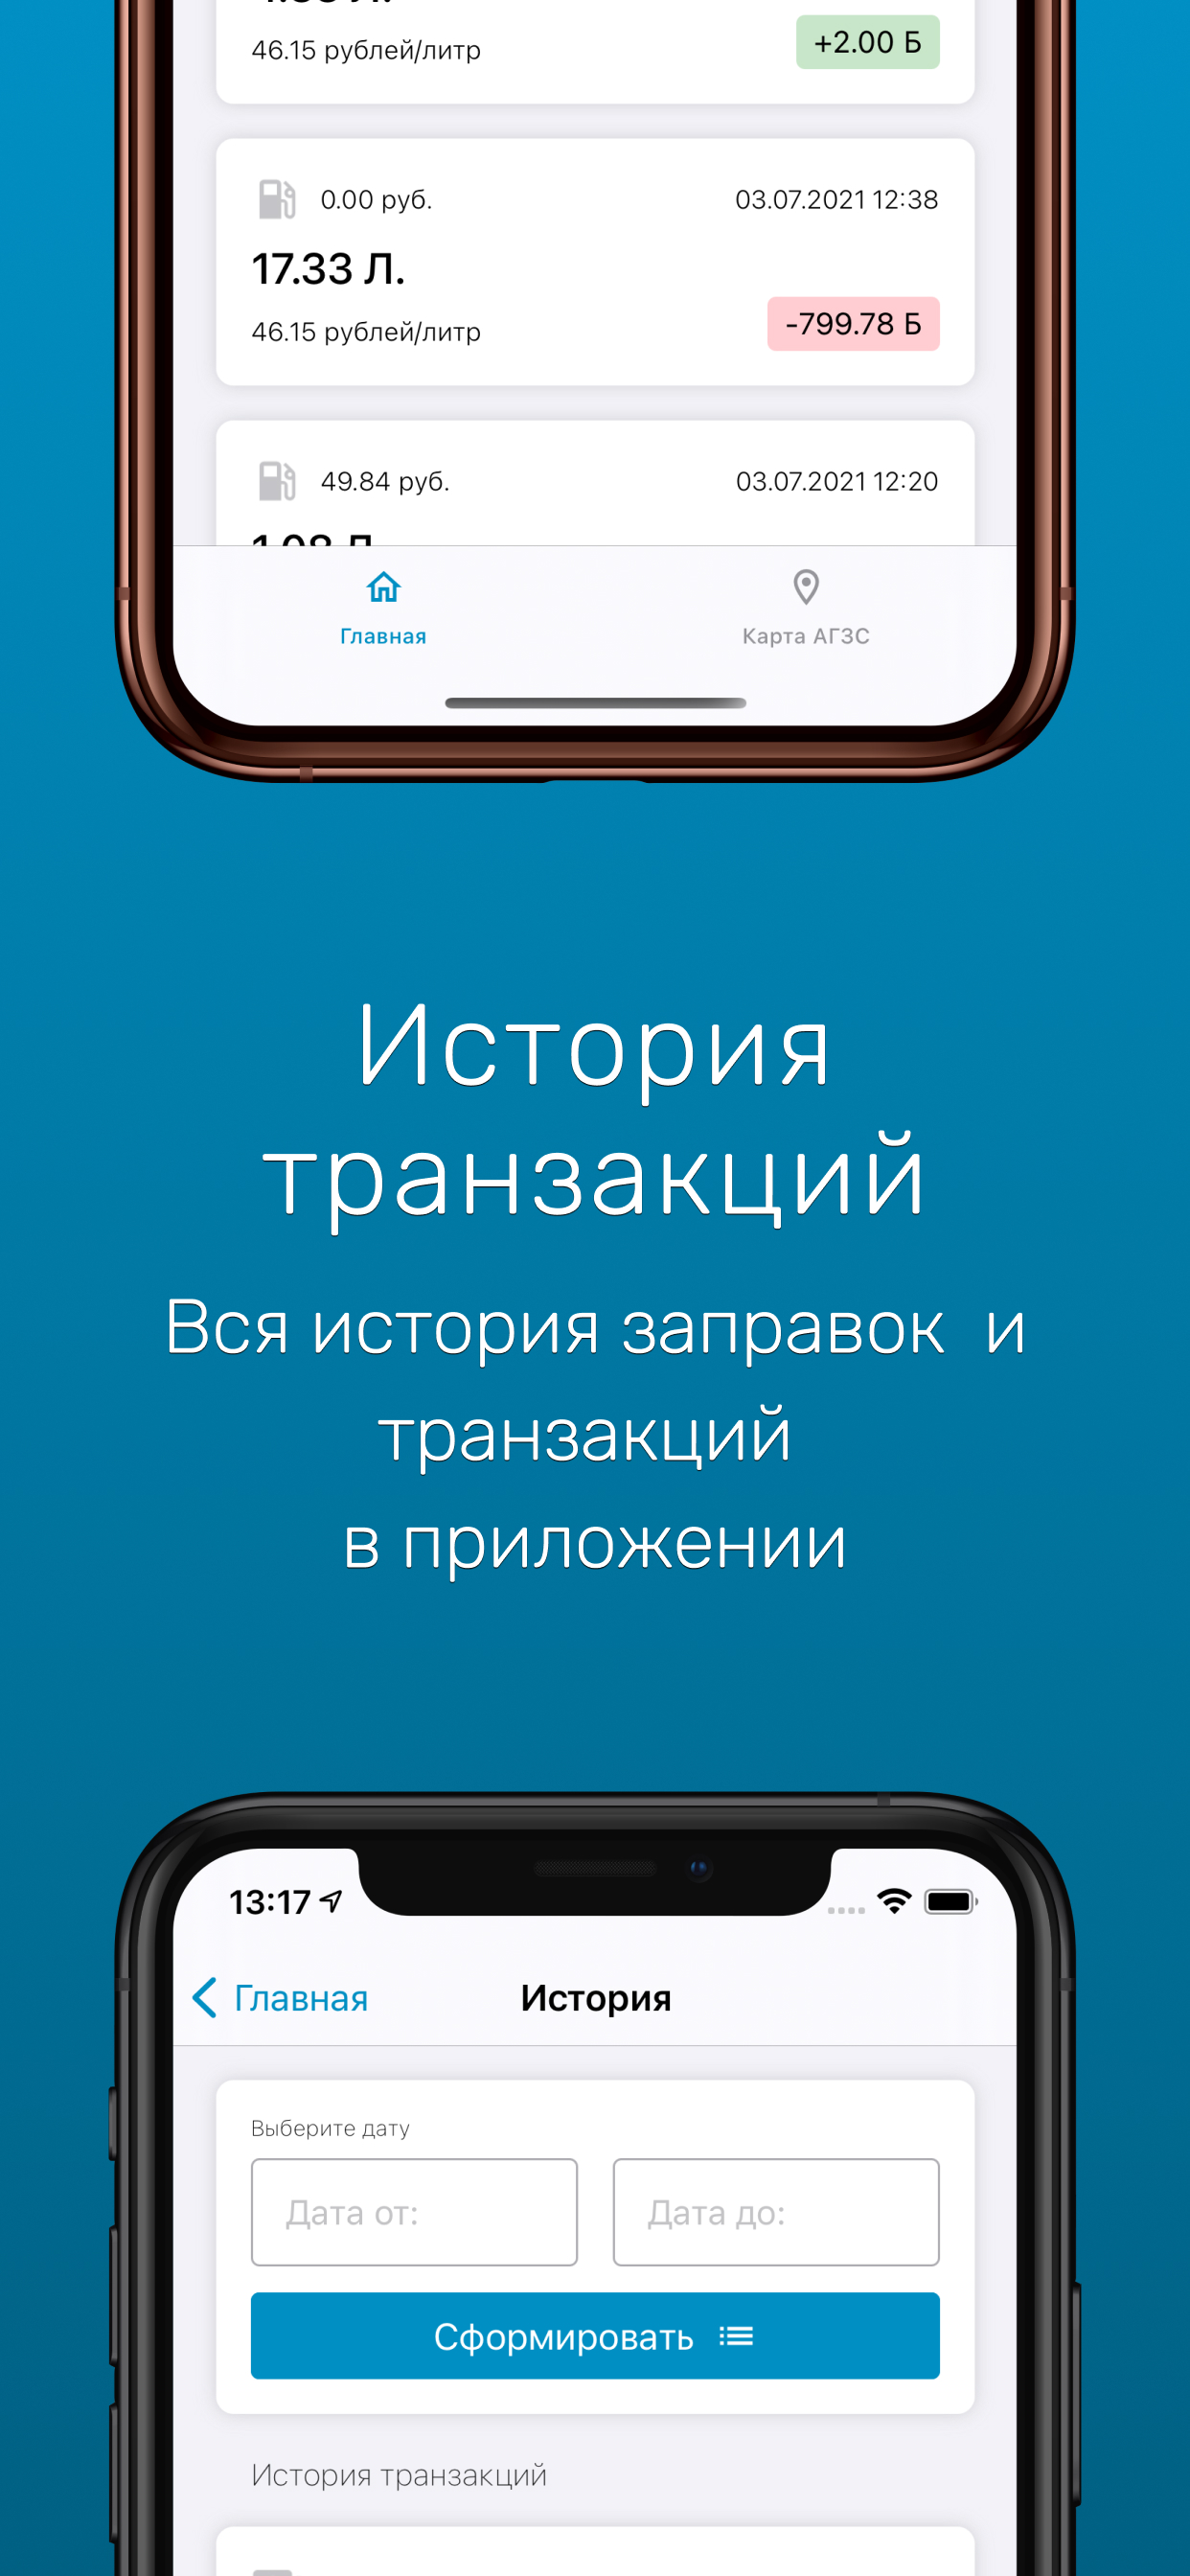 46.15 рублей/литр
+2.00 Б
0.00 руб.
03.07.2021 12:38
17.33 Л.
46.15 рублей/литр
-799.78 Б
49.84 руб.
03.07.2021 12:20
1.08 Л.
Главная
Карта АГЗС
История
транзакций
Вся история заправок и
транзакций
в приложении
13:17
Главная
История
Выберите дату
Дата от:
Дата до:
Сформировать
История транзакций